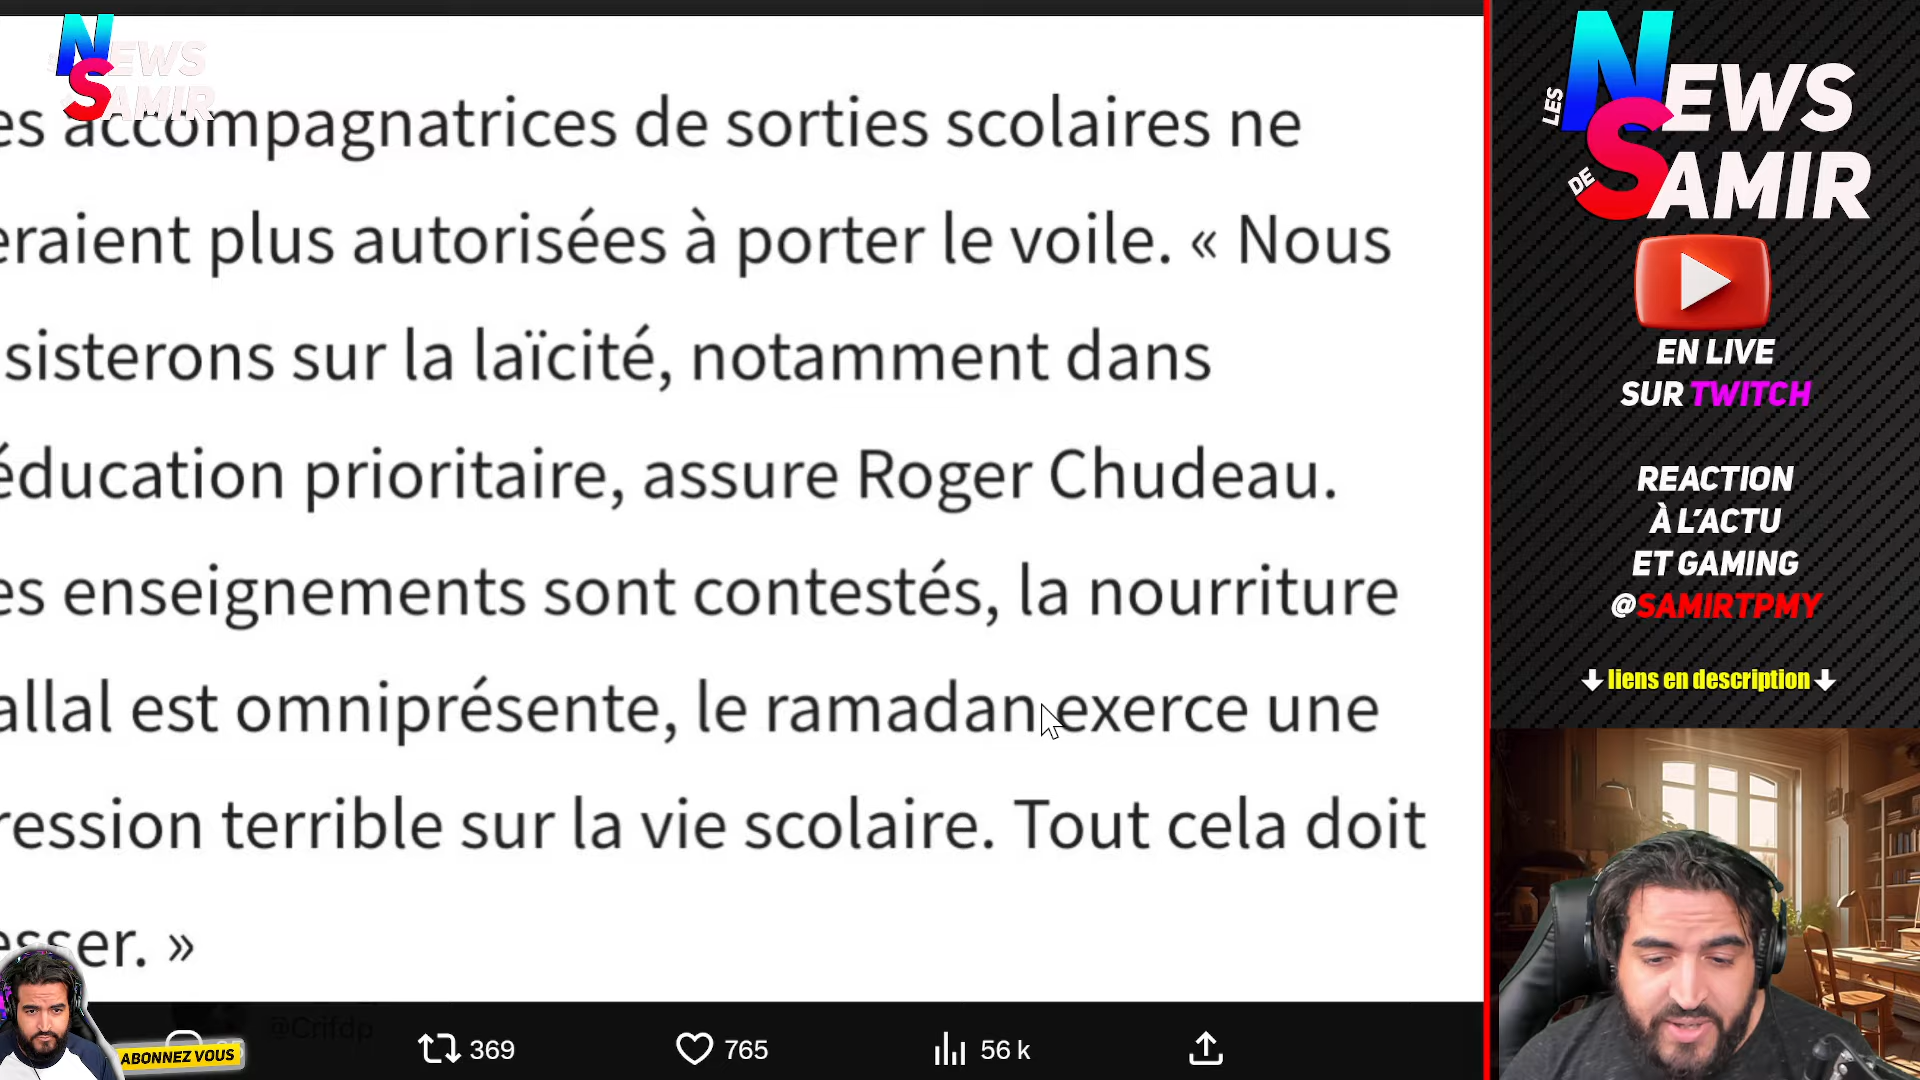 NEWS
SAMIR
es accompagnatrices de sorties scolaires ne
eraient plus autorisées à porter le voile. « Nous
sisterons sur la laïcité, notamment dans
éducation prioritaire, assure Roger Chudeau.
es enseignements sont contestés, la nourriture
allal est omniprésente, le ramadan exerce une
ression terrible sur la vie scolaire. Tout cela doit
esser. »
@Crifdp
369
765
56 k
ABONNEZ VOUS
LES NEWS
DE SAMIR
EN LIVE
SUR TWITCH
REACTION
À L'ACTU
ET GAMING
@SAMIRTPMY
liens en description